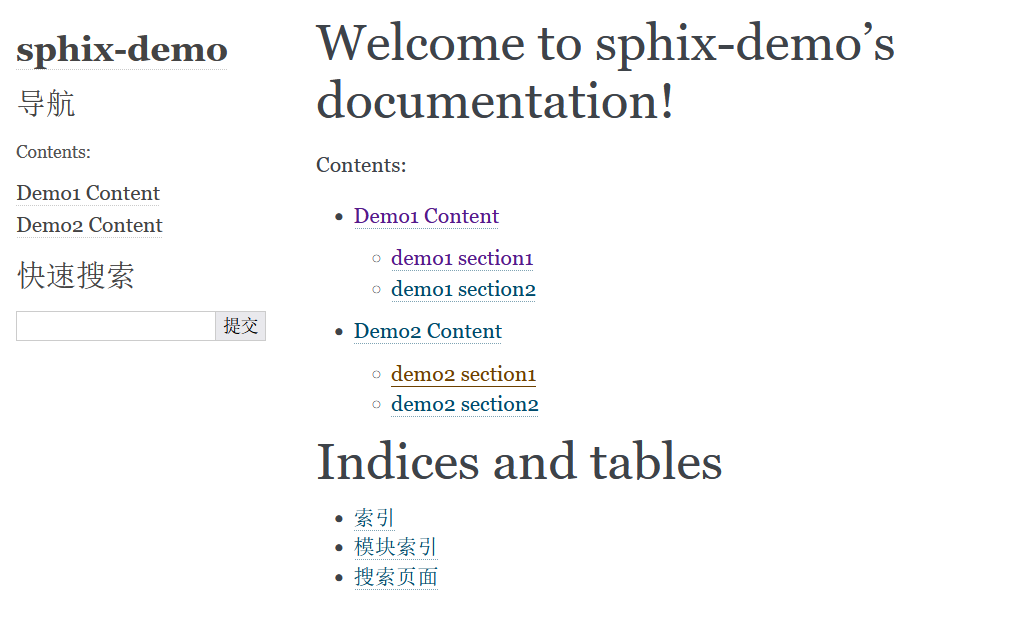 sphix-demo
导航
Contents:
Demo1 Content
Demo2 Content
快速搜索
提交
Welcome to sphix-demo’s
documentation!
Contents:
Demo1 Content
demo1 section1
demo1 section2
Demo2 Content
demo2 section1
demo2 section2
Indices and tables
索引
模块索引
搜索页面